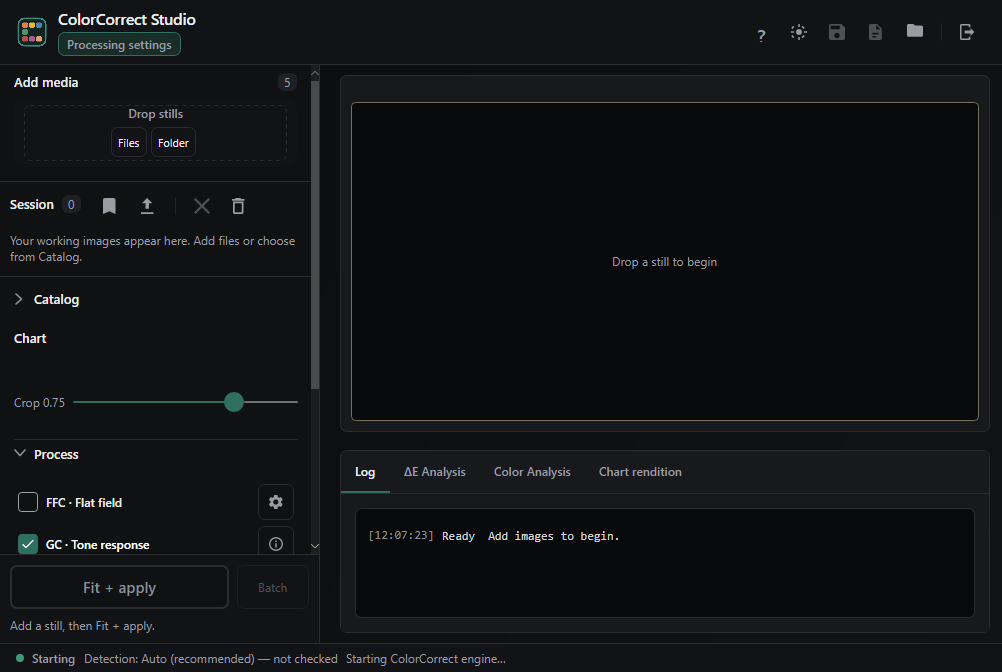 ColorCorrect Studio
Processing settings
?
Add media
5
Drop stills
Files
Folder
Session
0
Your working images appear here. Add files or choose
from Catalog.
Catalog
Chart
Crop 0.75
Process
FFC · Flat field
GC · Tone response
Fit + apply
Batch
Add a still, then Fit + apply.
Drop a still to begin
Log
ΔE Analysis
Color Analysis
Chart rendition
[12:07:23] Ready Add images to begin.
Starting
Detection: Auto (recommended) — not checked
Starting ColorCorrect engine...